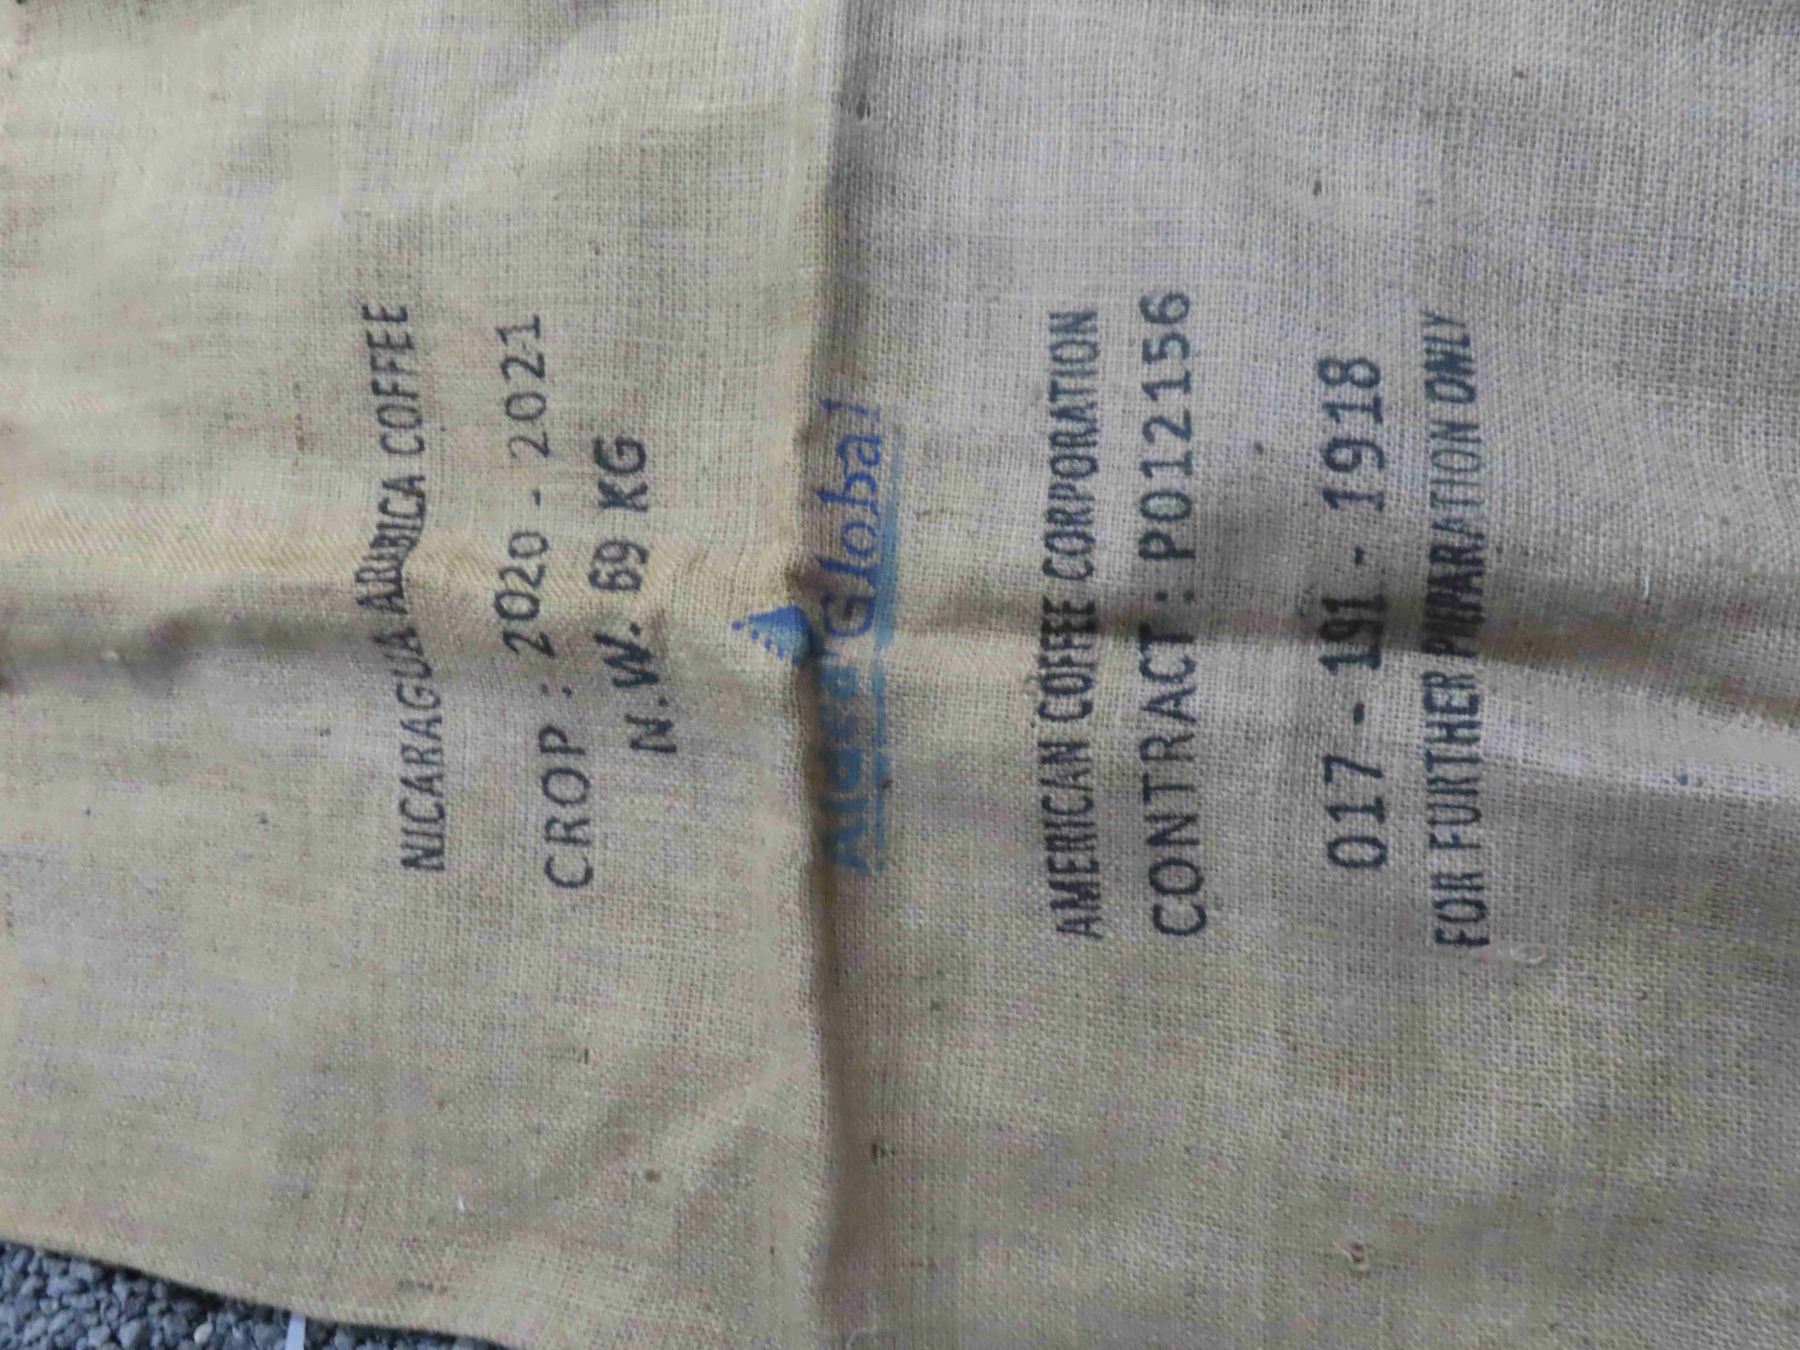 NICARAGUA ARABICA COFFEE
CROP : 2020 - 2021
N.W. 69 KG
Global
AMERICAN COFFEE CORPORATION
CONTRACT : P012156
017 - 191 - 1918
FOR FURTHER PREPARATION ONLY